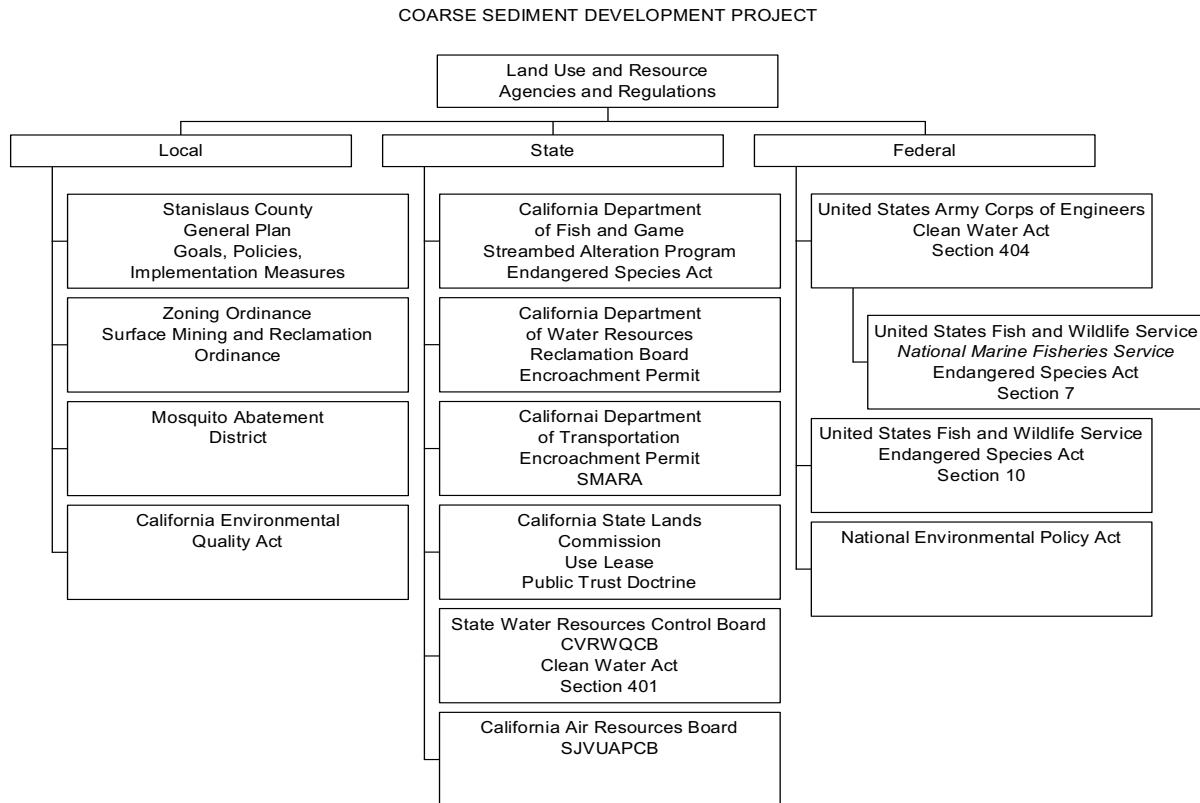 COARSE SEDIMENT DEVELOPMENT PROJECT
Land Use and Resource
Agencies and Regulations
Local
Stanislaus County
General Plan
Goals, Policies,
Implementation Measures
Zoning Ordinance
Surface Mining and Reclamation
Ordinance
Mosquito Abatement
District
California Environmental
Quality Act
State
California Department
of Fish and Game
Streambed Alteration Program
Endangered Species Act
California Department
of Water Resources
Reclamation Board
Encroachment Permit
Californai Department
of Transportation
Encroachment Permit
SMARA
California State Lands
Commission
Use Lease
Public Trust Doctrine
State Water Resources Control Board
CVRWQCB
Clean Water Act
Section 401
California Air Resources Board
SJVUAPCB
Federal
United States Army Corps of Engineers
Clean Water Act
Section 404
United States Fish and Wildlife Service
National Marine Fisheries Service
Endangered Species Act
Section 7
United States Fish and Wildlife Service
Endangered Species Act
Section 10
National Environmental Policy Act